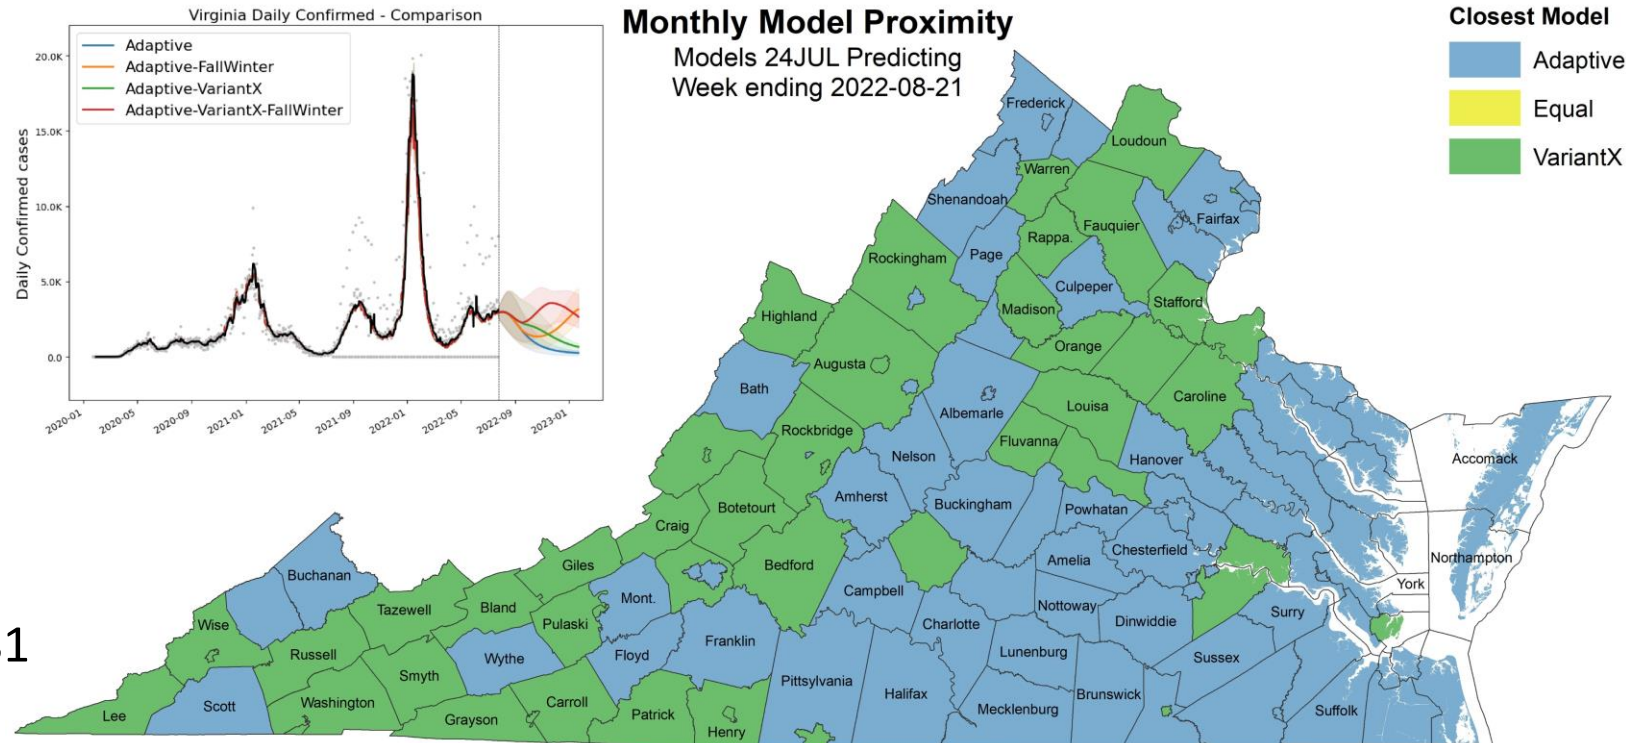 Virginia Daily Confirmed - Comparison
Adaptive
Adaptive-FallWinter
Adaptive-VariantX
Adaptive-VariantX-FallWinter
Daily Confirmed cases
20.0K
15.0K
10.0K
5.0K
0.0
2020-01
2020-05
2020-09
2021-01
2021-05
2021-09
2022-01
2022-05
2022-09
2023-01
Monthly Model Proximity
Models 24JUL Predicting
Week ending 2022-08-21
Closest Model
Adaptive
Equal
VariantX
Frederick
Loudoun
Warren
Shenandoah
Fairfax
Fauquier
Rappa.
Page
Rockingham
Culpeper
Stafford
Madison
Highland
Orange
Augusta
Bath
Caroline
Louisa
Albemarle
Rockbridge
Fluvanna
Nelson
Hanover
Accomack
Amherst
Buckingham
Botetourt
Powhatan
Craig
Chesterfield
Northampton
Amelia
Giles
Bedford
Buchanan
York
Campbell
Mont.
Nottoway
Bland
Tazewell
Surry
Dinwiddie
Charlotte
Pulaski
Wise
Franklin
Lunenburg
Russell
Floyd
Wythe
Sussex
1
Smyth
Pittsylvania
Halifax
Brunswick
Washington
Carroll
Scott
Mecklenburg
Suffolk
Patrick
Lee
Grayson
Henry